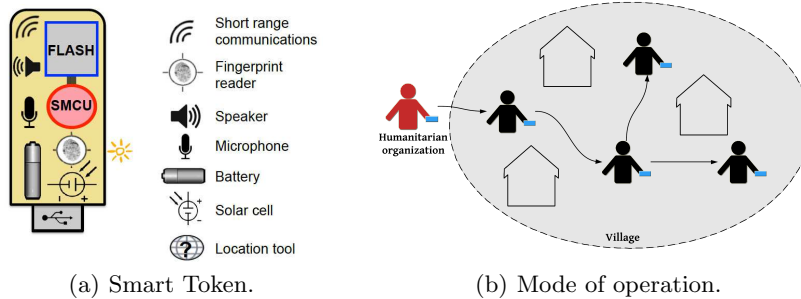 FLASH
SMCU
- +
Short range
communications
Fingerprint
reader
Speaker
Microphone
Battery
- +
Solar cell
?
Location tool
(a) Smart Token.
Humanitarian
organization
Village
(b) Mode of operation.